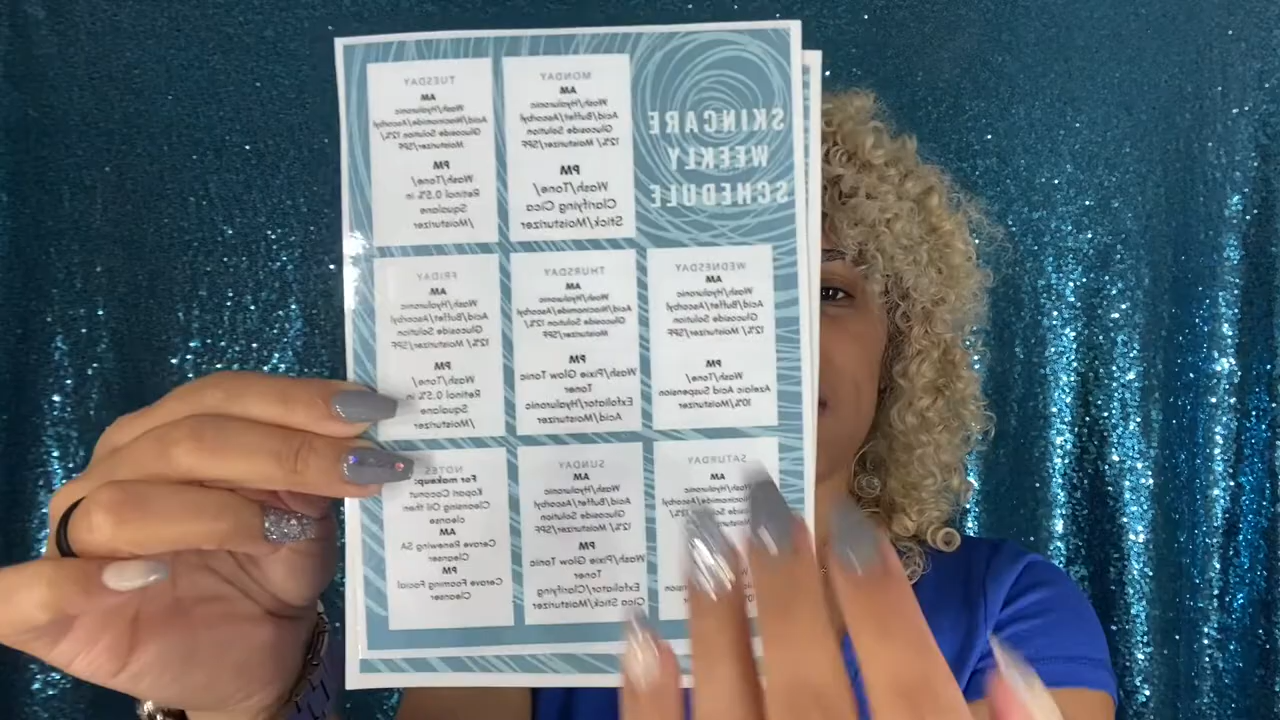 SKINCARE
WEEKLY
SCHEDULE
MONDAY
AM
Wash/Hyaluronic
Acid/Buffet/Ascorbyl
Glucoside Solution
12%/Moisturizer/SPF
PM
Wash/Tone/
Clarifying Cica
Stick/Moisturizer
TUESDAY
AM
Wash/Hyaluronic
Acid/Niacinamide/Ascorbyl
Glucoside Solution 12%/
Moisturizer/SPF
PM
Wash/Tone/
Retinol 0.5% in
Squalane
/Moisturizer
WEDNESDAY
AM
Wash/Hyaluronic
Acid/Buffet/Ascorbyl
Glucoside Solution
12%/Moisturizer/SPF
PM
Wash/Tone/
Azelaic Acid Suspension
10%/Moisturizer
THURSDAY
AM
Wash/Hyaluronic
Acid/Niacinamide/Ascorbyl
Glucoside Solution 12%/
Moisturizer/SPF
PM
Wash/Pixie Glow Tonic
Toner
Exfoliator/Hyaluronic
Acid/Moisturizer
FRIDAY
AM
Wash/Hyaluronic
Acid/Buffet/Ascorbyl
Glucoside Solution
12%/Moisturizer/SPF
PM
Wash/Tone/
Retinol 0.5% in
Squalane
/Moisturizer
SATURDAY
AM
SUNDAY
AM
Wash/Hyaluronic
Acid/Buffet/Ascorbyl
Glucoside Solution
12%/Moisturizer/SPF
PM
Wash/Pixie Glow Tonic
Toner
Exfoliator/Clarifying
Cica Stick/Moisturizer
NOTES
For makeup:
Kopari Coconut
Cleansing Oil then
cleanse
AM
Cerave Renewing SA
Cleanser
PM
Cerave Foaming Facial
Cleanser